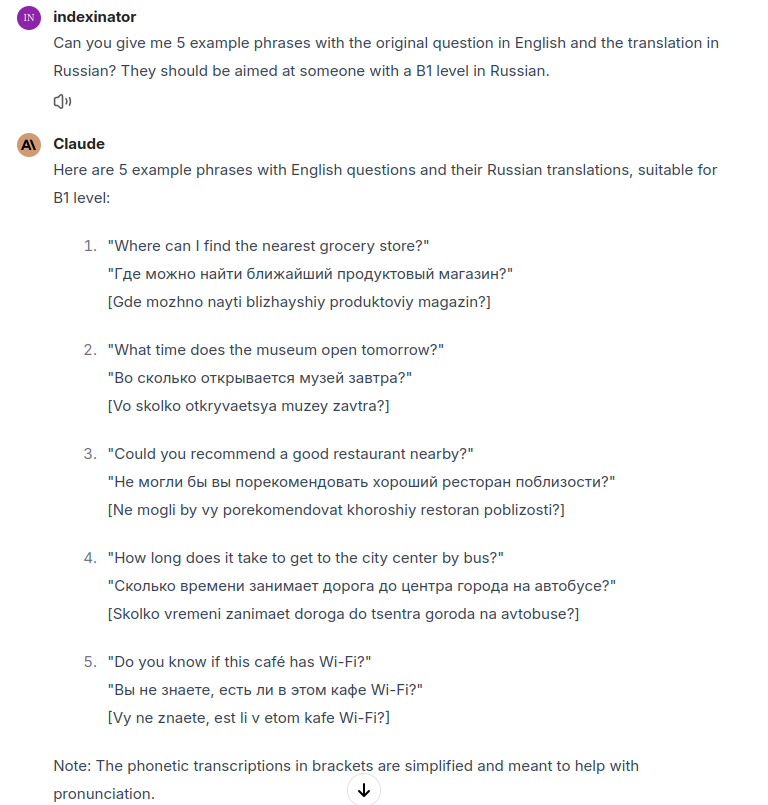 IN indexinator
Can you give me 5 example phrases with the original question in English and the translation in
Russian? They should be aimed at someone with a B1 level in Russian.
Claude
Here are 5 example phrases with English questions and their Russian translations, suitable for
B1 level:
1. "Where can I find the nearest grocery store?"
"Где можно найти ближайший продуктовый магазин?"
[Gde mozhno nayti blizhayshiy produktoviy magazin?]
2. "What time does the museum open tomorrow?"
"Во сколько открывается музей завтра?"
[Vo skolko otkryvaetsya muzey zavtra?]
3. "Could you recommend a good restaurant nearby?"
"Не могли бы вы порекомендовать хороший ресторан поблизости?"
[Ne mogli by vy porekomendovat khoroshiy restoran poblizosti?]
4. "How long does it take to get to the city center by bus?"
"Сколько времени занимает дорога до центра города на автобусе?"
[Skolko vremeni zanimaet doroga do tsentra goroda na avtobuse?]
5. "Do you know if this café has Wi-Fi?"
"Вы не знаете, есть ли в этом кафе Wi-Fi?"
[Vy ne znaete, est li v etom kafe Wi-Fi?]
Note: The phonetic transcriptions in brackets are simplified and meant to help with
pronunciation.